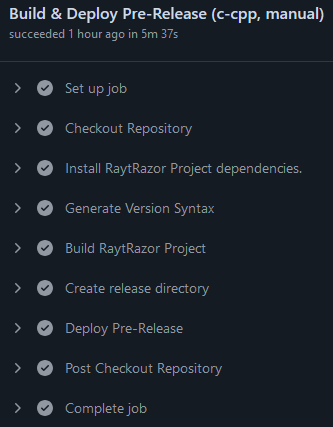 Build & Deploy Pre-Release (c-cpp, manual)
succeeded 1 hour ago in 5m 37s
Set up job
Checkout Repository
Install RaytRazor Project dependencies.
Generate Version Syntax
Build RaytRazor Project
Create release directory
Deploy Pre-Release
Post Checkout Repository
Complete job